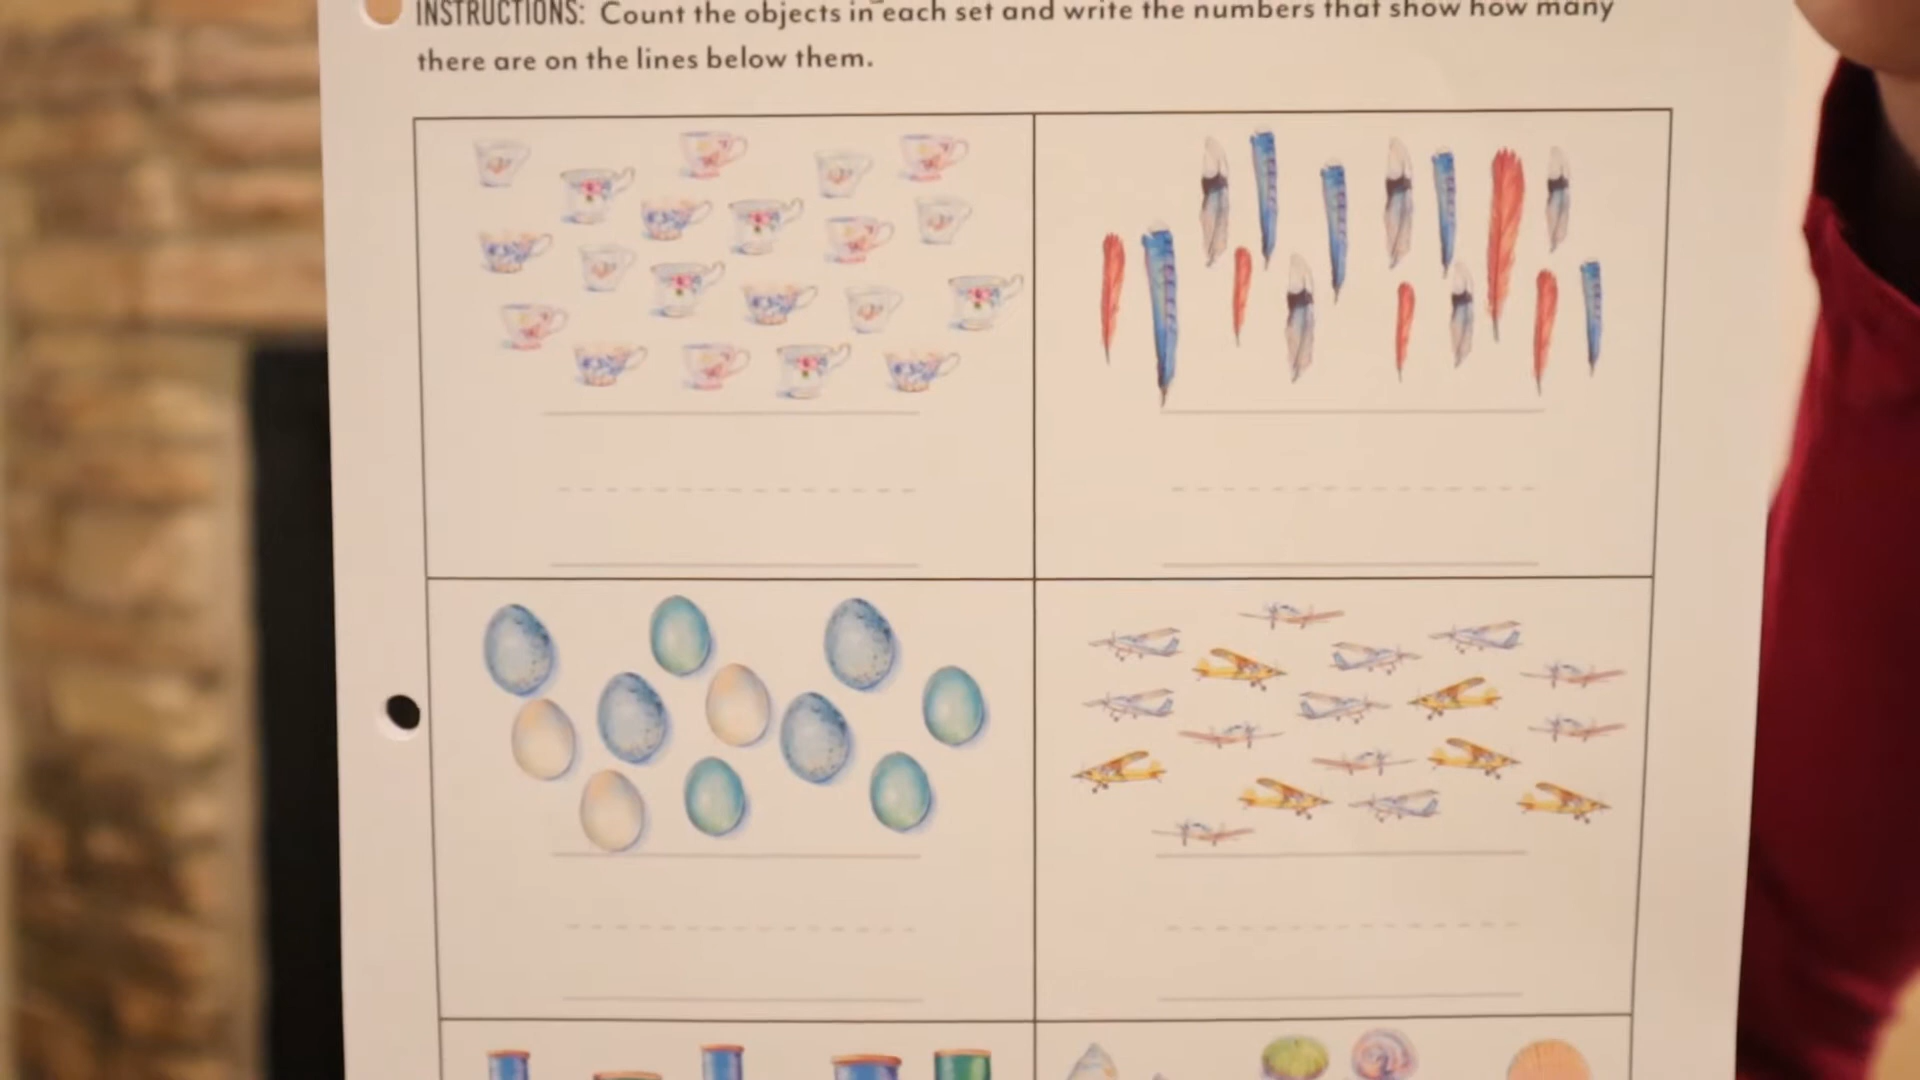 INSTRUCTIONS: Count the objects in each set and write the numbers that show how many
there are on the lines below them.